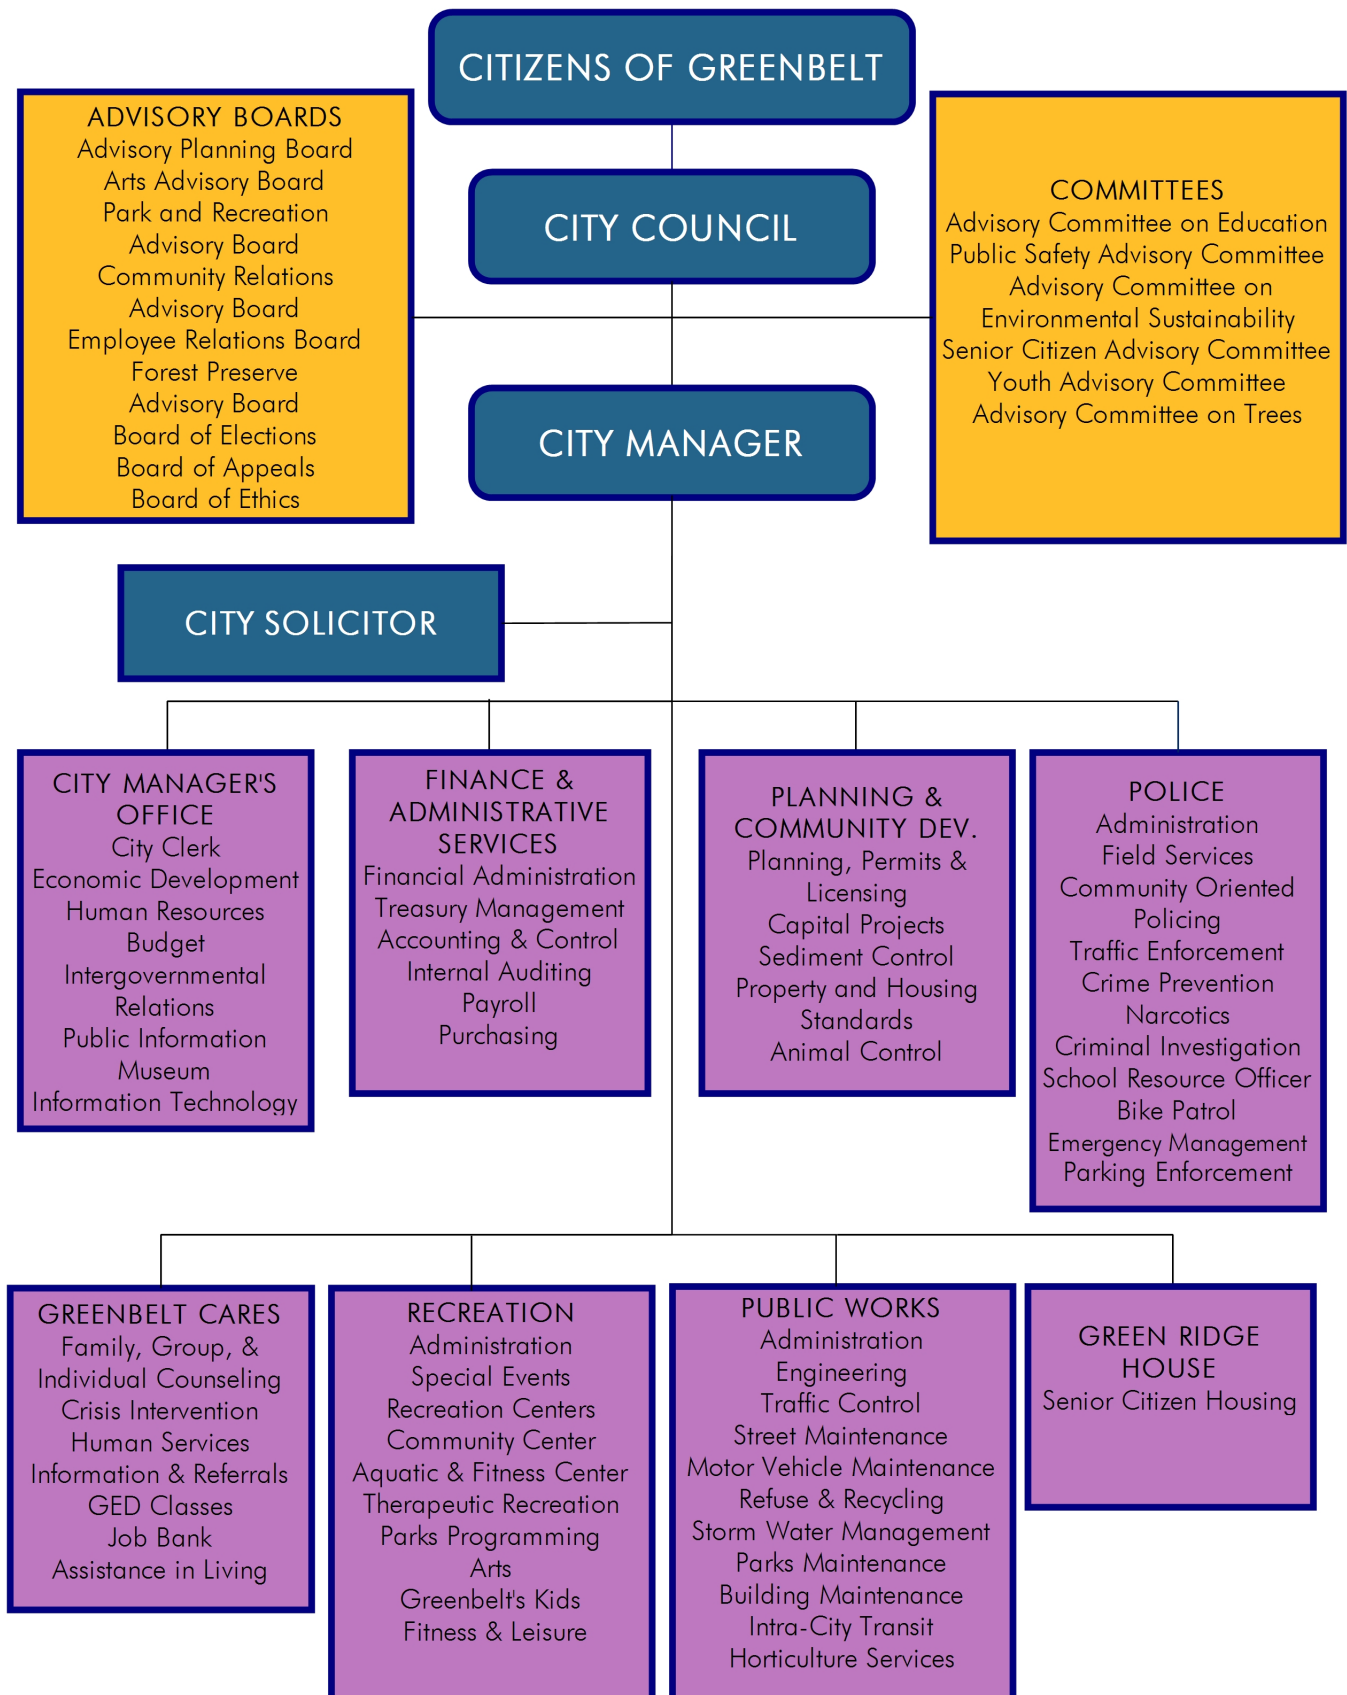 CITIZENS OF GREENBELT
ADVISORY BOARDS
Advisory Planning Board
Arts Advisory Board
Park and Recreation
Advisory Board
Community Relations
Advisory Board
Employee Relations Board
Forest Preserve
Advisory Board
Board of Elections
Board of Appeals
Board of Ethics
CITY COUNCIL
COMMITTEES
Advisory Committee on Education
Public Safety Advisory Committee
Advisory Committee on
Environmental Sustainability
Senior Citizen Advisory Committee
Youth Advisory Committee
Advisory Committee on Trees
CITY MANAGER
CITY SOLICITOR
CITY MANAGER'S
OFFICE
City Clerk
Economic Development
Human Resources
Budget
Intergovernmental
Relations
Public Information
Museum
Information Technology
FINANCE &
ADMINISTRATIVE
SERVICES
Financial Administration
Treasury Management
Accounting & Control
Internal Auditing
Payroll
Purchasing
PLANNING &
COMMUNITY DEV.
Planning, Permits &
Licensing
Capital Projects
Sediment Control
Property and Housing
Standards
Animal Control
POLICE
Administration
Field Services
Community Oriented
Policing
Traffic Enforcement
Crime Prevention
Narcotics
Criminal Investigation
School Resource Officer
Bike Patrol
Emergency Management
Parking Enforcement
GREENBELT CARES
Family, Group, &
Individual Counseling
Crisis Intervention
Human Services
Information & Referrals
GED Classes
Job Bank
Assistance in Living
RECREATION
Administration
Special Events
Recreation Centers
Community Center
Aquatic & Fitness Center
Therapeutic Recreation
Parks Programming
Arts
Greenbelt's Kids
Fitness & Leisure
PUBLIC WORKS
Administration
Engineering
Traffic Control
Street Maintenance
Motor Vehicle Maintenance
Refuse & Recycling
Storm Water Management
Parks Maintenance
Building Maintenance
Intra-City Transit
Horticulture Services
GREEN RIDGE
HOUSE
Senior Citizen Housing